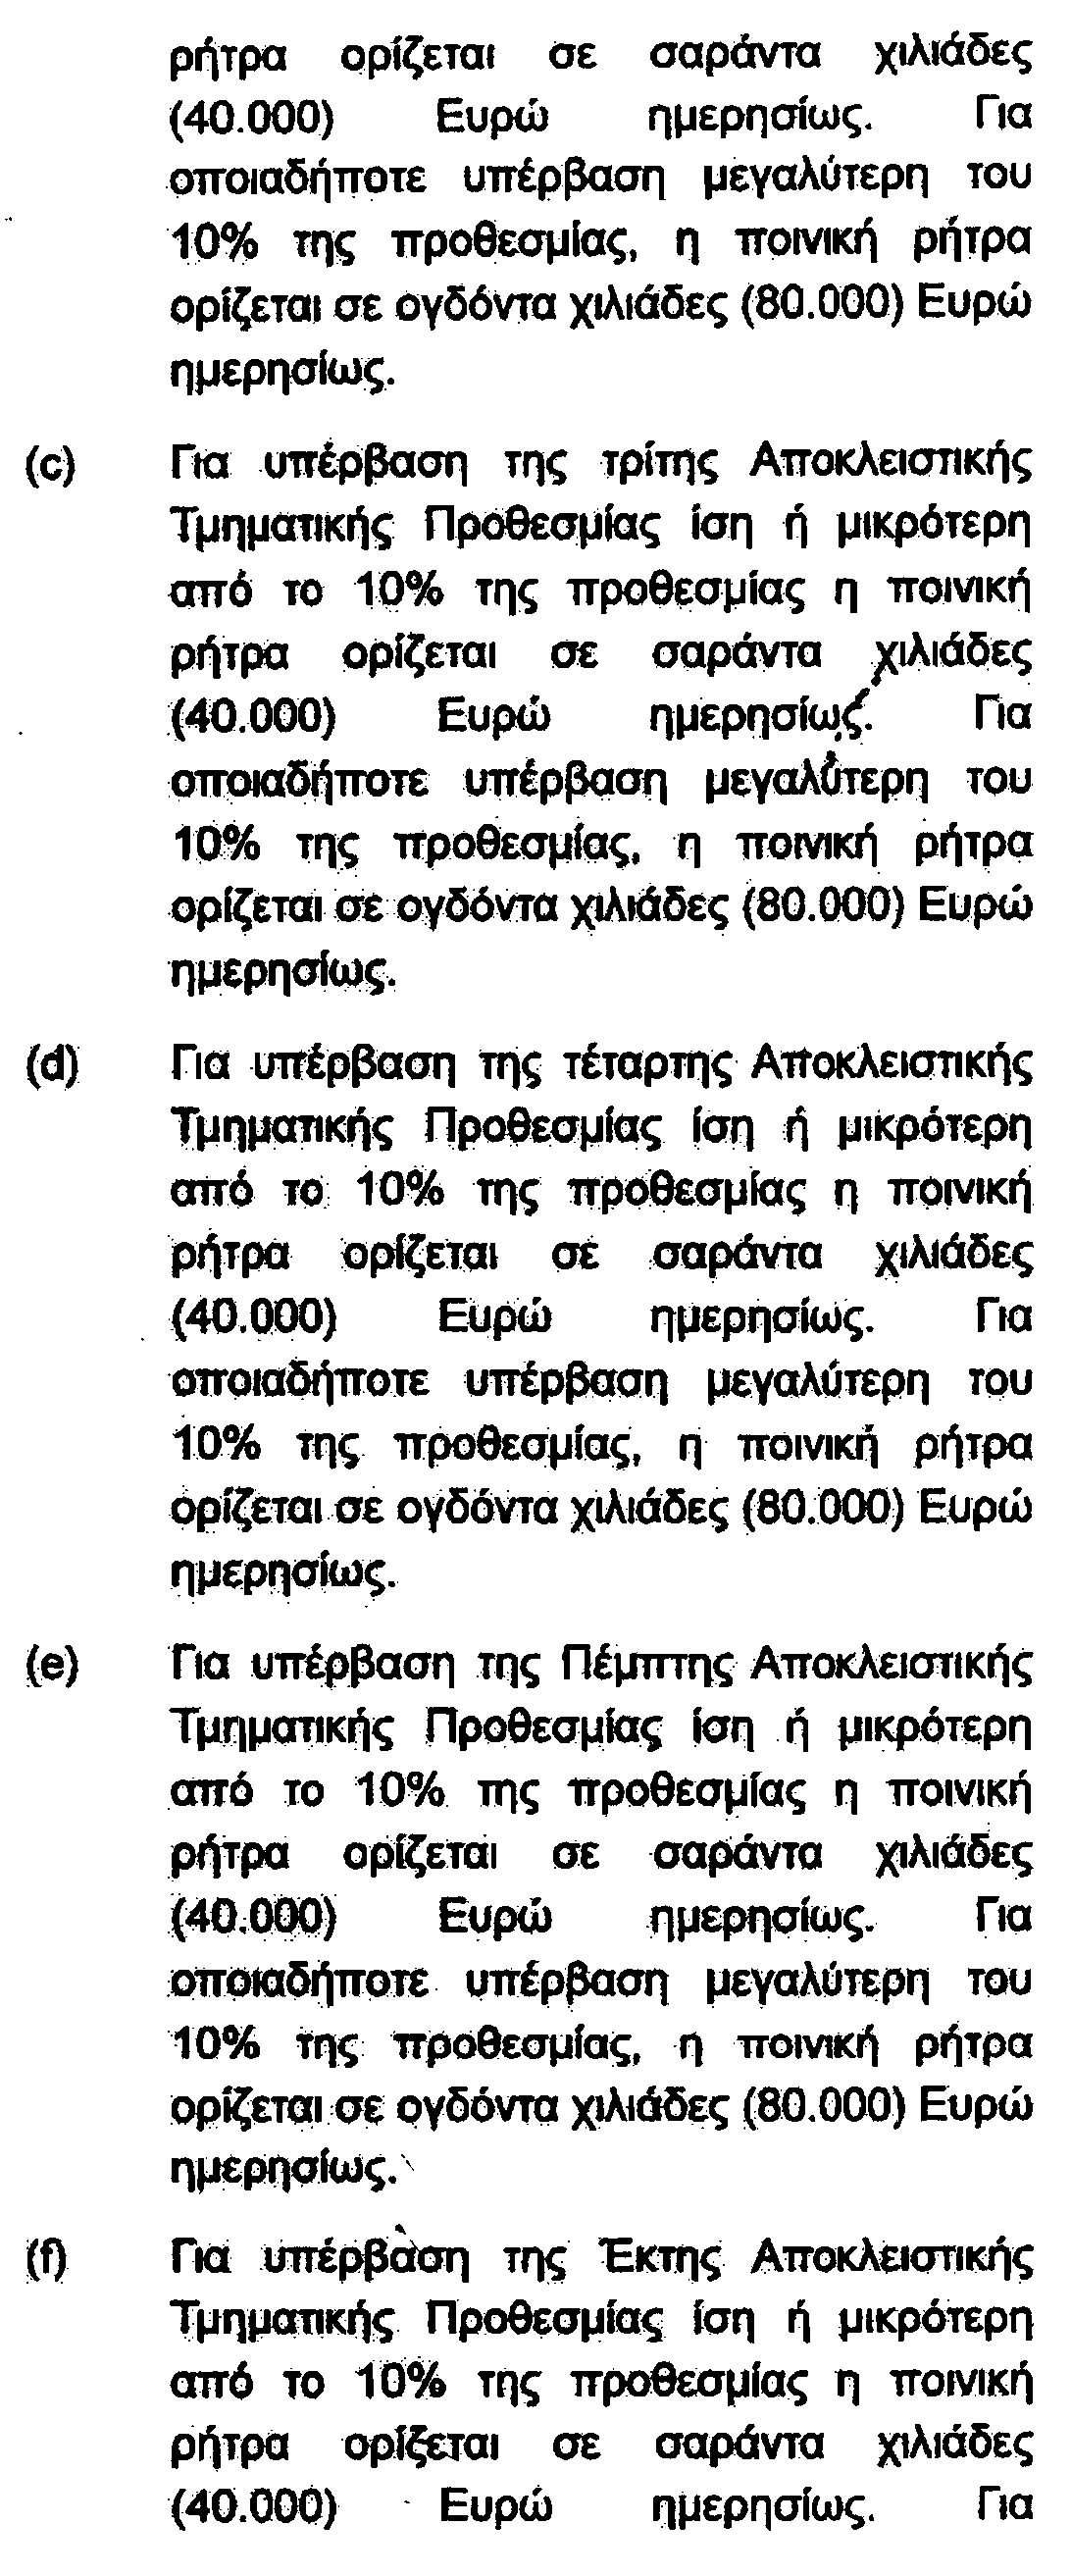 ρήτρα ορίζεται σε σαράντα χιλιάδες
(40.000) Ευρώ ημερησίως. Για
οποιαδήποτε υπέρβαση μεγαλύτερη του
10% της προθεσμίας, η ποινική ρήτρα
ορίζεται σε ογδόντα χιλιάδες (80.000) Ευρώ
ημερησίως.
(c) Για υπέρβαση της τρίτης Αποκλειστικής
Τμηματικής Προθεσμίας ίση ή μικρότερη
από το 10% της προθεσμίας η ποινική
ρήτρα ορίζεται σε σαράντα χιλιάδες
(40.000) Ευρώ ημερησίως. Για
οποιαδήποτε υπέρβαση μεγαλύτερη του
10% της προθεσμίας, η ποινική ρήτρα
ορίζεται σε ογδόντα χιλιάδες (80.000) Ευρώ
ημερησίως.
(d) Για υπέρβαση της τέταρτης Αποκλειστικής
Τμηματικής Προθεσμίας ίση ή μικρότερη
από το 10% της προθεσμίας η ποινική
ρήτρα ορίζεται σε σαράντα χιλιάδες
(40.000) Ευρώ ημερησίως. Για
οποιαδήποτε υπέρβαση μεγαλύτερη του
10% της προθεσμίας, η ποινική ρήτρα
ορίζεται σε ογδόντα χιλιάδες (80.000) Ευρώ
ημερησίως.
(e) Για υπέρβαση της Πέμπτης Αποκλειστικής
Τμηματικής Προθεσμίας ίση ή μικρότερη
από το 10% της προθεσμίας η ποινική
ρήτρα ορίζεται σε σαράντα χιλιάδες
(40.000) Ευρώ ημερησίως. Για
οποιαδήποτε υπέρβαση μεγαλύτερη του
10% της προθεσμίας, η ποινική ρήτρα
ορίζεται σε ογδόντα χιλιάδες (80.000) Ευρώ
ημερησίως.
(f) Για υπέρβαση της Έκτης Αποκλειστικής
Τμηματικής Προθεσμίας ίση ή μικρότερη
από το 10% της προθεσμίας η ποινική
ρήτρα ορίζεται σε σαράντα χιλιάδες
(40.000) Ευρώ ημερησίως. Για